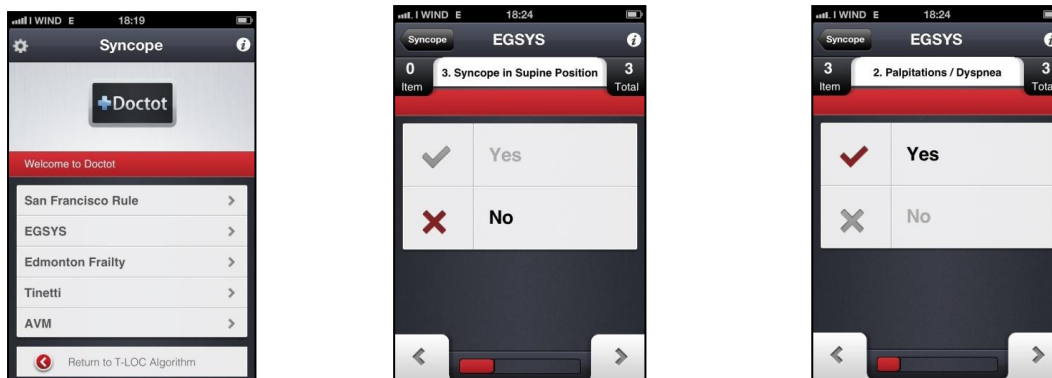 I WIND E 18:19
Syncope
Doctot
Welcome to Doctot
San Francisco Rule
EGSYS
Edmonton Frailty
Tinetti
AVM
Return to T-LOC Algorithm
I WIND E 18:24
Syncope EGSYS
0 3. Syncope in Supine Position 3
Item Total
Yes
No
I WIND E 18:24
Syncope EGSYS
3 2. Palpitations / Dyspnea 3
Item Tota
Yes
No